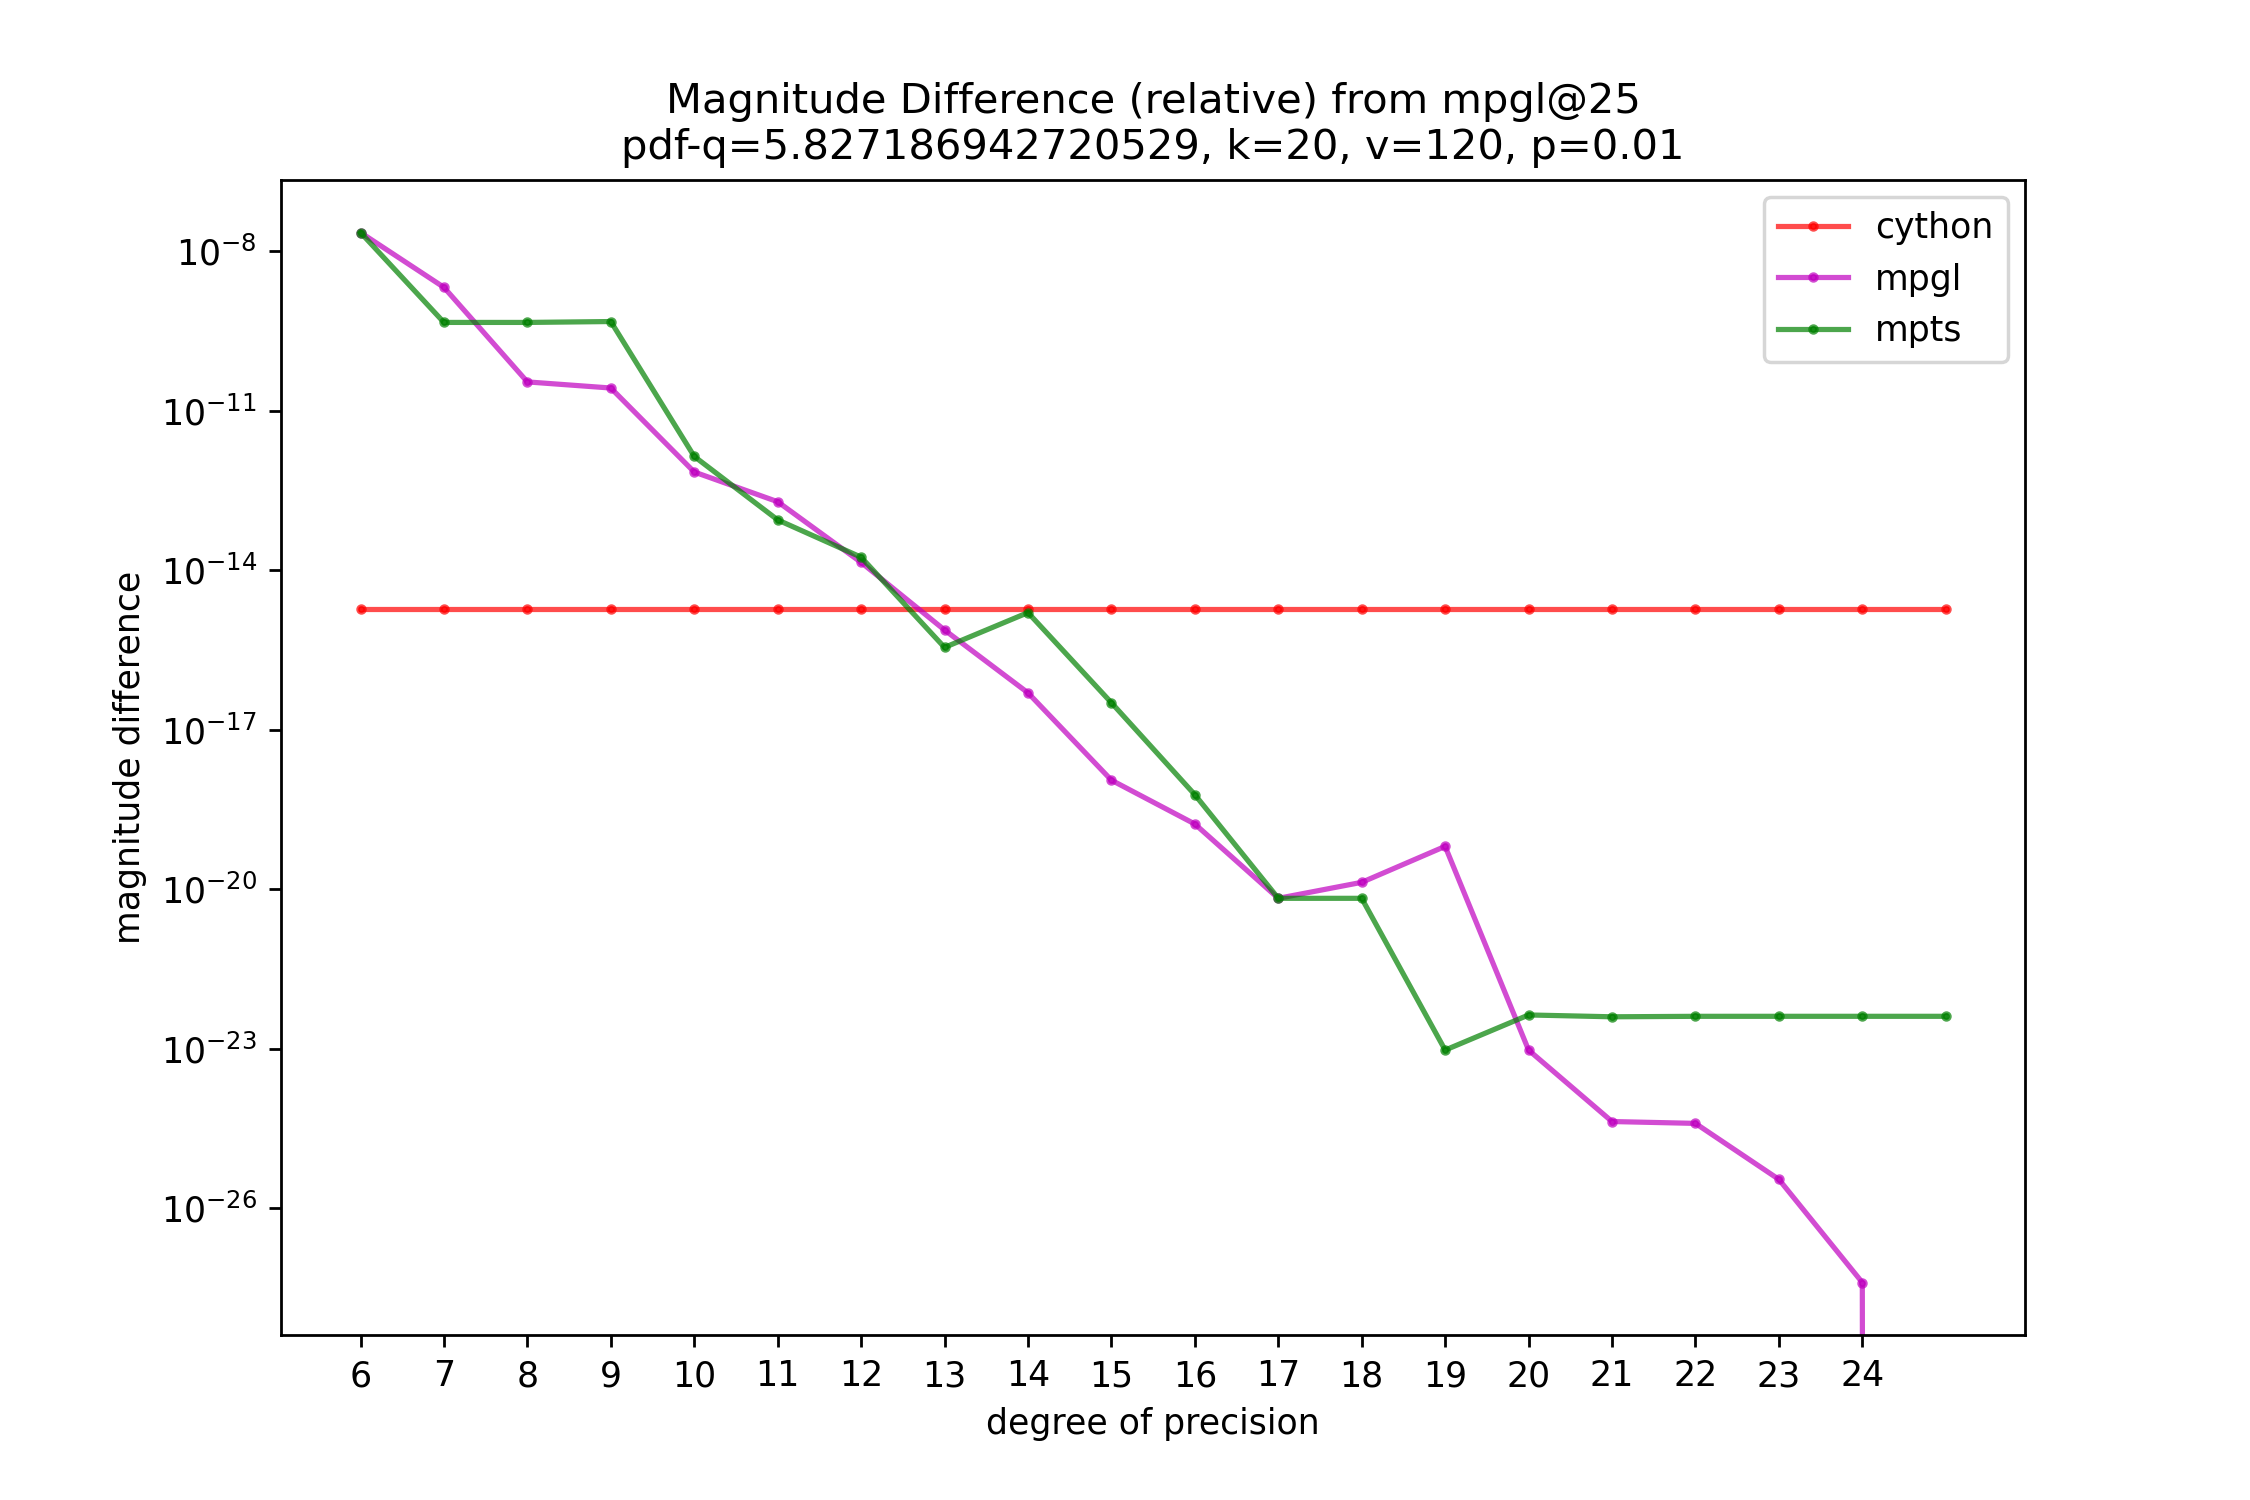 Magnitude Difference (relative) from mpgl@25
pdf-q=5.827186942720529, k=20, v=120, p=0.01
cython
mpgl
mpts
magnitude difference
10⁻⁸
10⁻¹¹
10⁻¹⁴
10⁻¹⁷
10⁻²⁰
10⁻²³
10⁻²⁶
6 7 8 9 10 11 12 13 14 15 16 17 18 19 20 21 22 23 24
degree of precision